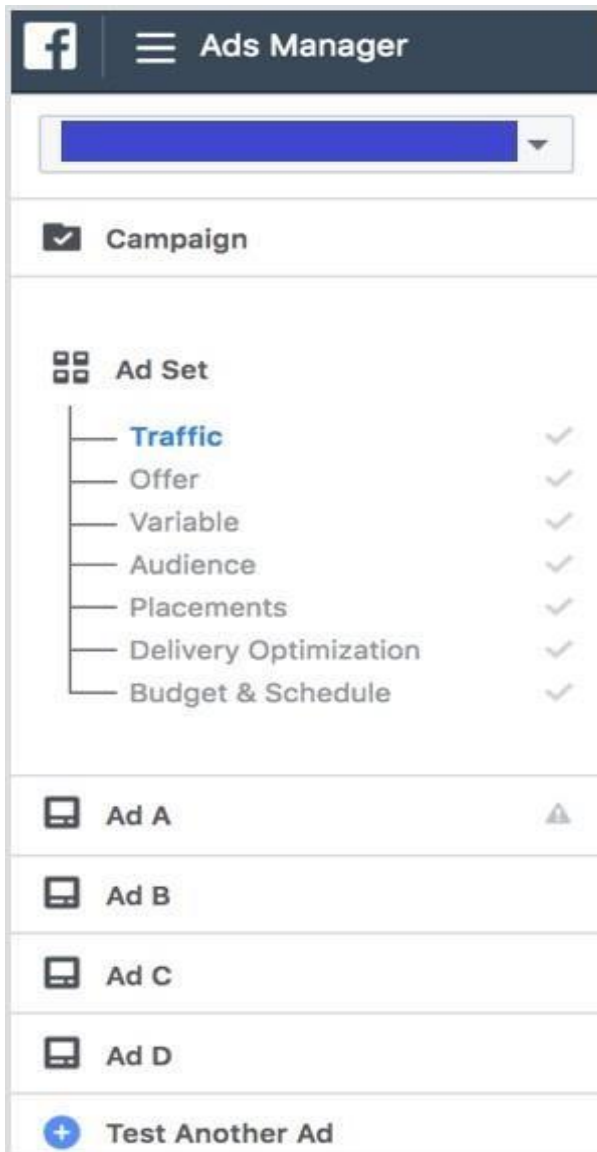 Ads Manager
Campaign
Ad Set
Traffic
Offer
Variable
Audience
Placements
Delivery Optimization
Budget & Schedule
Ad A
Ad B
Ad C
Ad D
Test Another Ad